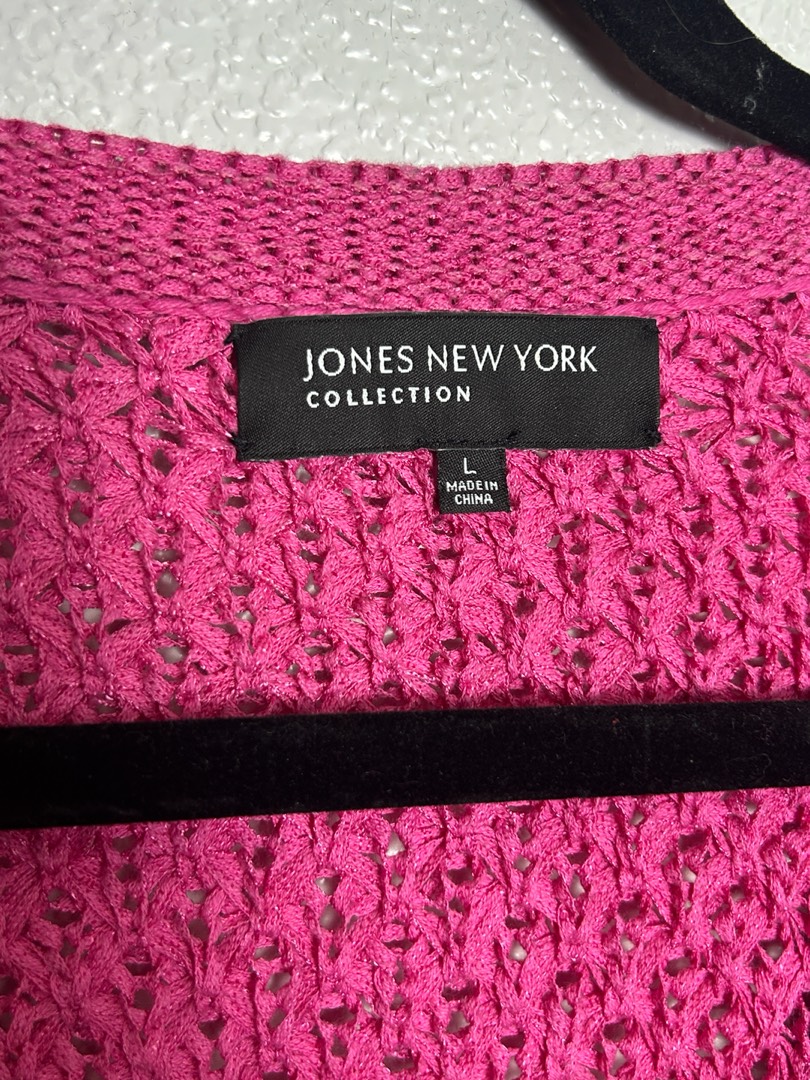 JONES NEW YORK
COLLECTION
L
MADE IN
CHINA